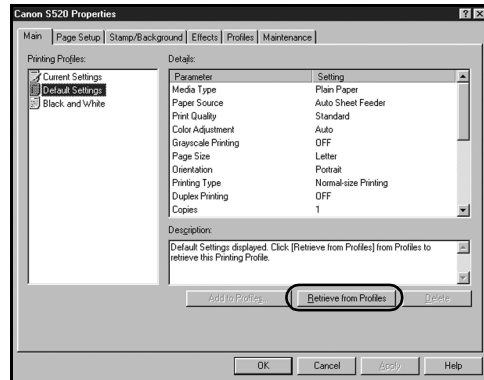 Canon S520 Properties
Main Page Setup Stamp/Background Effects Profiles Maintenance
Printing Profiles:
Current Settings
Default Settings
Black and White
Details:
Parameter Setting
Media Type Plain Paper
Paper Source Auto Sheet Feeder
Print Quality Standard
Color Adjustment Auto
Grayscale Printing OFF
Page Size Letter
Orientation Portrait
Printing Type Normal-size Printing
Duplex Printing OFF
Copies 1
Description:
Default Settings displayed. Click [Retrieve from Profiles] from Profiles to
retrieve this Printing Profile.
Add to Profiles... Retrieve from Profiles Delete
OK Cancel Apply Help